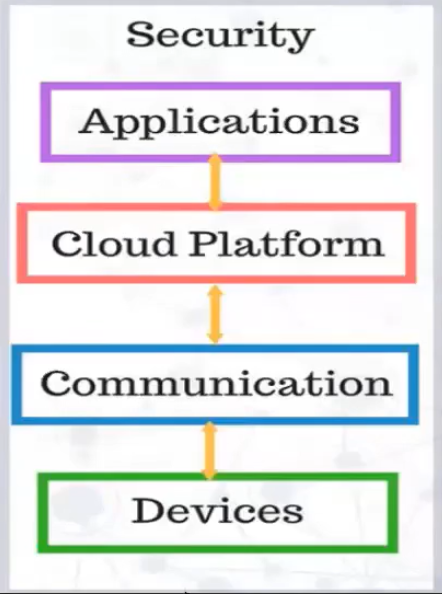 Security
Applications
Cloud Platform
Communication
Devices